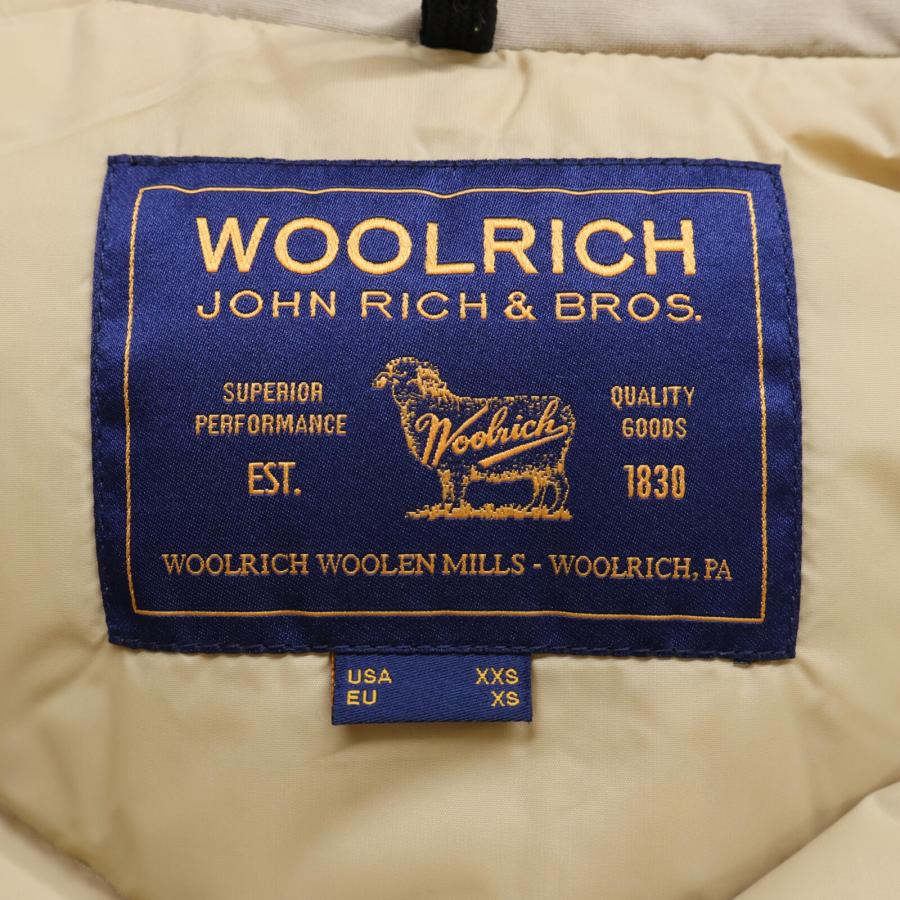 WOOLRICH
JOHN RICH & BROS.
SUPERIOR
PERFORMANCE
EST.
Woolrich
QUALITY
GOODS
1830
WOOLRICH WOOLEN MILLS - WOOLRICH, PA
USA XXS
EU XS